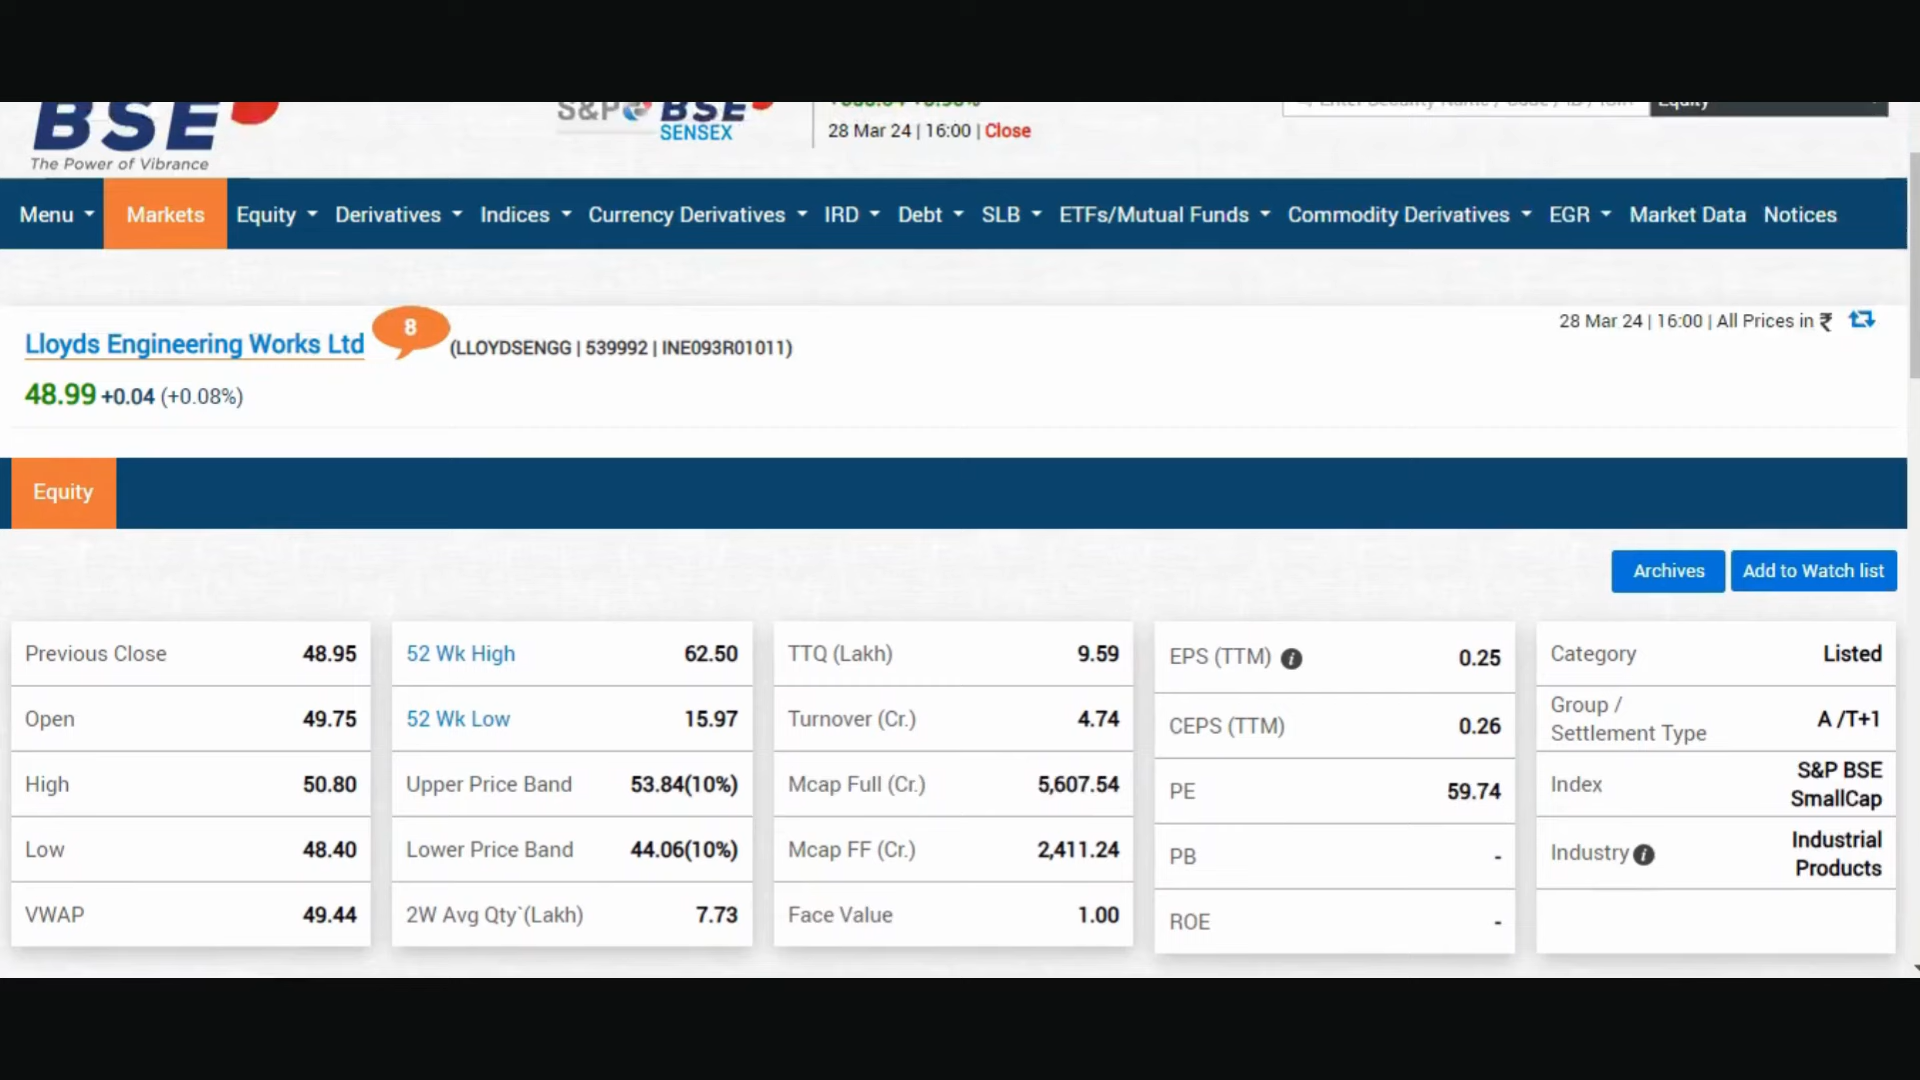 BSE
The Power of Vibrance
S&P BSE
SENSEX
28 Mar 24 | 16:00 | Close
Equity
Menu Markets Equity Derivatives Indices Currency Derivatives IRD Debt SLB ETFs/Mutual Funds Commodity Derivatives EGR Market Data Notices
Lloyds Engineering Works Ltd 8 (LLOYDSENGG | 539992 | INE093R01011)
28 Mar 24 | 16:00 | All Prices in ₹
48.99 +0.04 (+0.08%)
Equity
Archives Add to Watch list
Previous Close 48.95
Open 49.75
High 50.80
Low 48.40
VWAP 49.44
52 Wk High 62.50
52 Wk Low 15.97
Upper Price Band 53.84(10%)
Lower Price Band 44.06(10%)
2W Avg Qty`(Lakh) 7.73
TTQ (Lakh) 9.59
Turnover (Cr.) 4.74
Mcap Full (Cr.) 5,607.54
Mcap FF (Cr.) 2,411.24
Face Value 1.00
EPS (TTM) 0.25
CEPS (TTM) 0.26
PE 59.74
PB -
ROE -
Category Listed
Group /
Settlement Type A /T+1
Index S&P BSE
SmallCap
Industry Industrial
Products